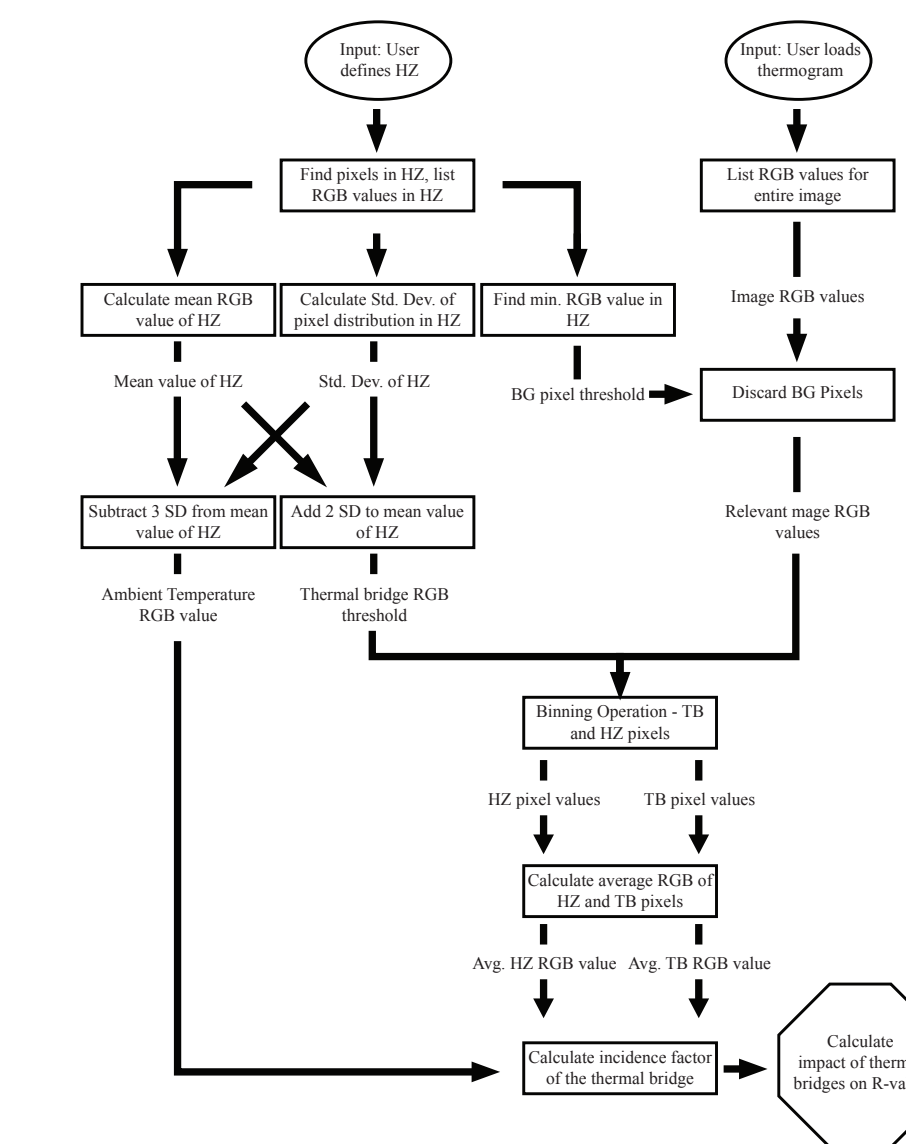 Input: User
defines HZ
Input: User loads
thermogram
Find pixels in HZ, list
RGB values in HZ
List RGB values for
entire image
Calculate mean RGB
value of HZ
Calculate Std. Dev. of
pixel distribution in HZ
Find min. RGB value in
HZ
Image RGB values
Mean value of HZ
Std. Dev. of HZ
BG pixel threshold
Discard BG Pixels
Subtract 3 SD from mean
value of HZ
Add 2 SD to mean value
of HZ
Relevant mage RGB
values
Ambient Temperature
RGB value
Thermal bridge RGB
threshold
Binning Operation - TB
and HZ pixels
HZ pixel values
TB pixel values
Calculate average RGB of
HZ and TB pixels
Avg. HZ RGB value
Avg. TB RGB value
Calculate incidence factor
of the thermal bridge
Calculate
impact of
bridges on